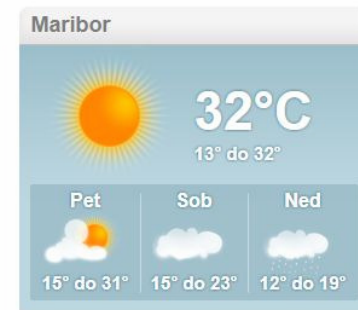 Maribor
32°C
13° do 32°
Pet Sob Ned
15° do 31° 15° do 23° 12° do 19°